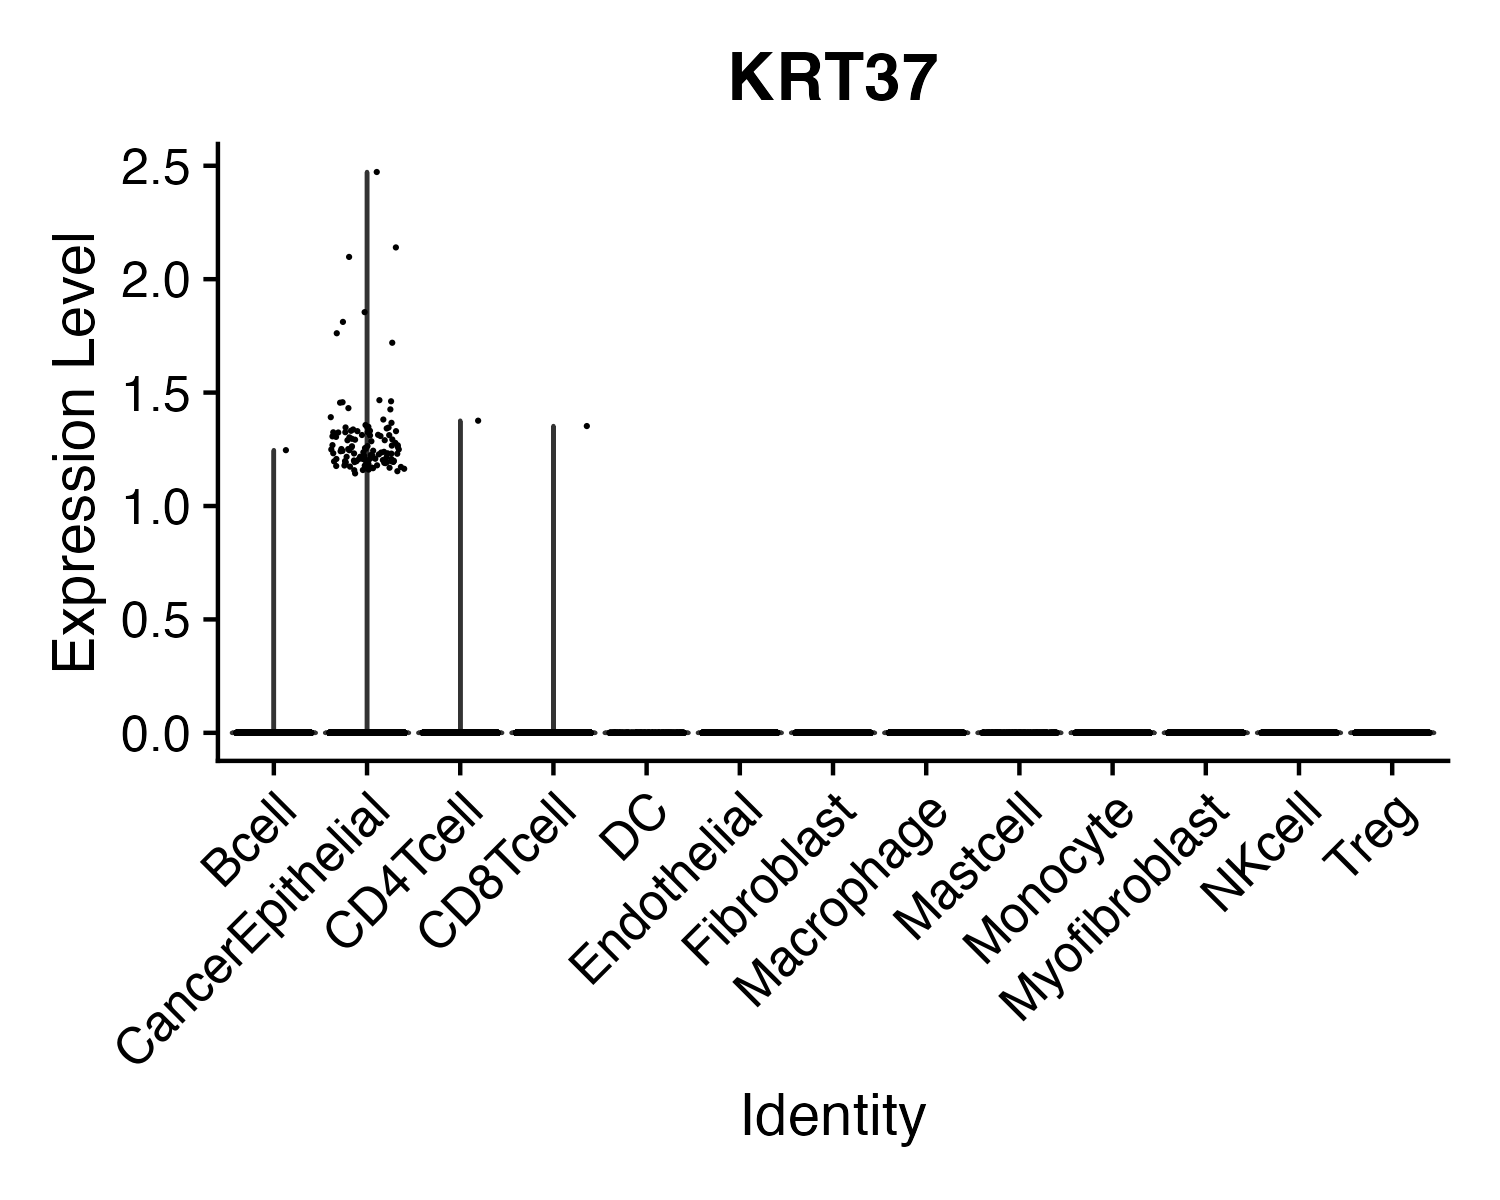 KRT37
Expression Level
2.5
2.0
1.5
1.0
0.5
0.0
Bcell
CancerEpithelial
CD4Tcell
CD8Tcell
DC
Endothelial
Fibroblast
Macrophage
Mastcell
Monocyte
Myofibroblast
NKcell
Treg
Identity